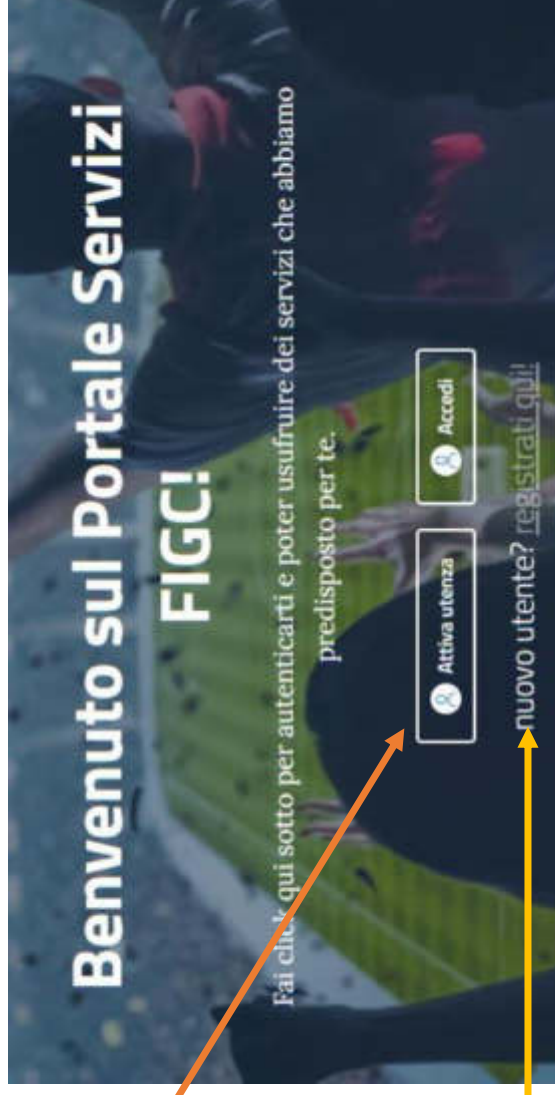 Benvenuto sul Portale Servizi
FIGC!
Fai click qui sotto per autenticarti e poter usufruire dei servizi che abbiamo
predisposto per te.
Attiva utenza Accedi
nuovo utente? registrati qui!